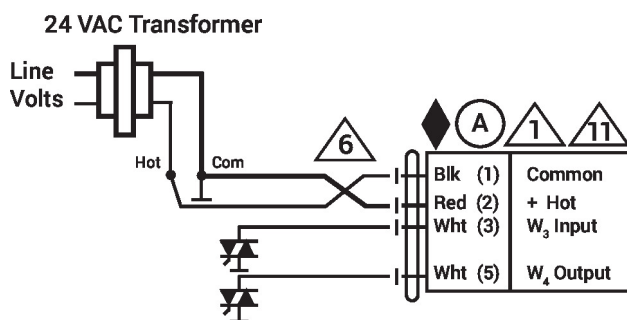 24 VAC Transformer
Line
Volts
Hot
Com
6
A
1
11
Blk (1) Common
Red (2) + Hot
Wht (3) W₃ Input
Wht (5) W₄ Output